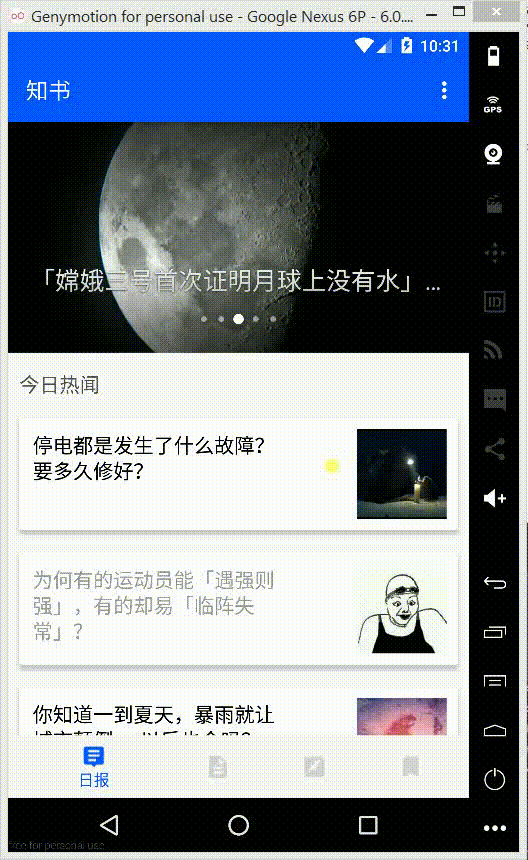 Genymotion for personal use - Google Nexus 6P - 6.0....
10:31
知书
GPS
「嫦娥三号首次证明月球上没有水」...
ID
今日热闻
停电都是发生了什么故障？
要多久修好？
为何有的运动员能「遇强则
强」，有的却易「临阵失
常」？
你知道一到夏天，暴雨就让
日报
free for personal use